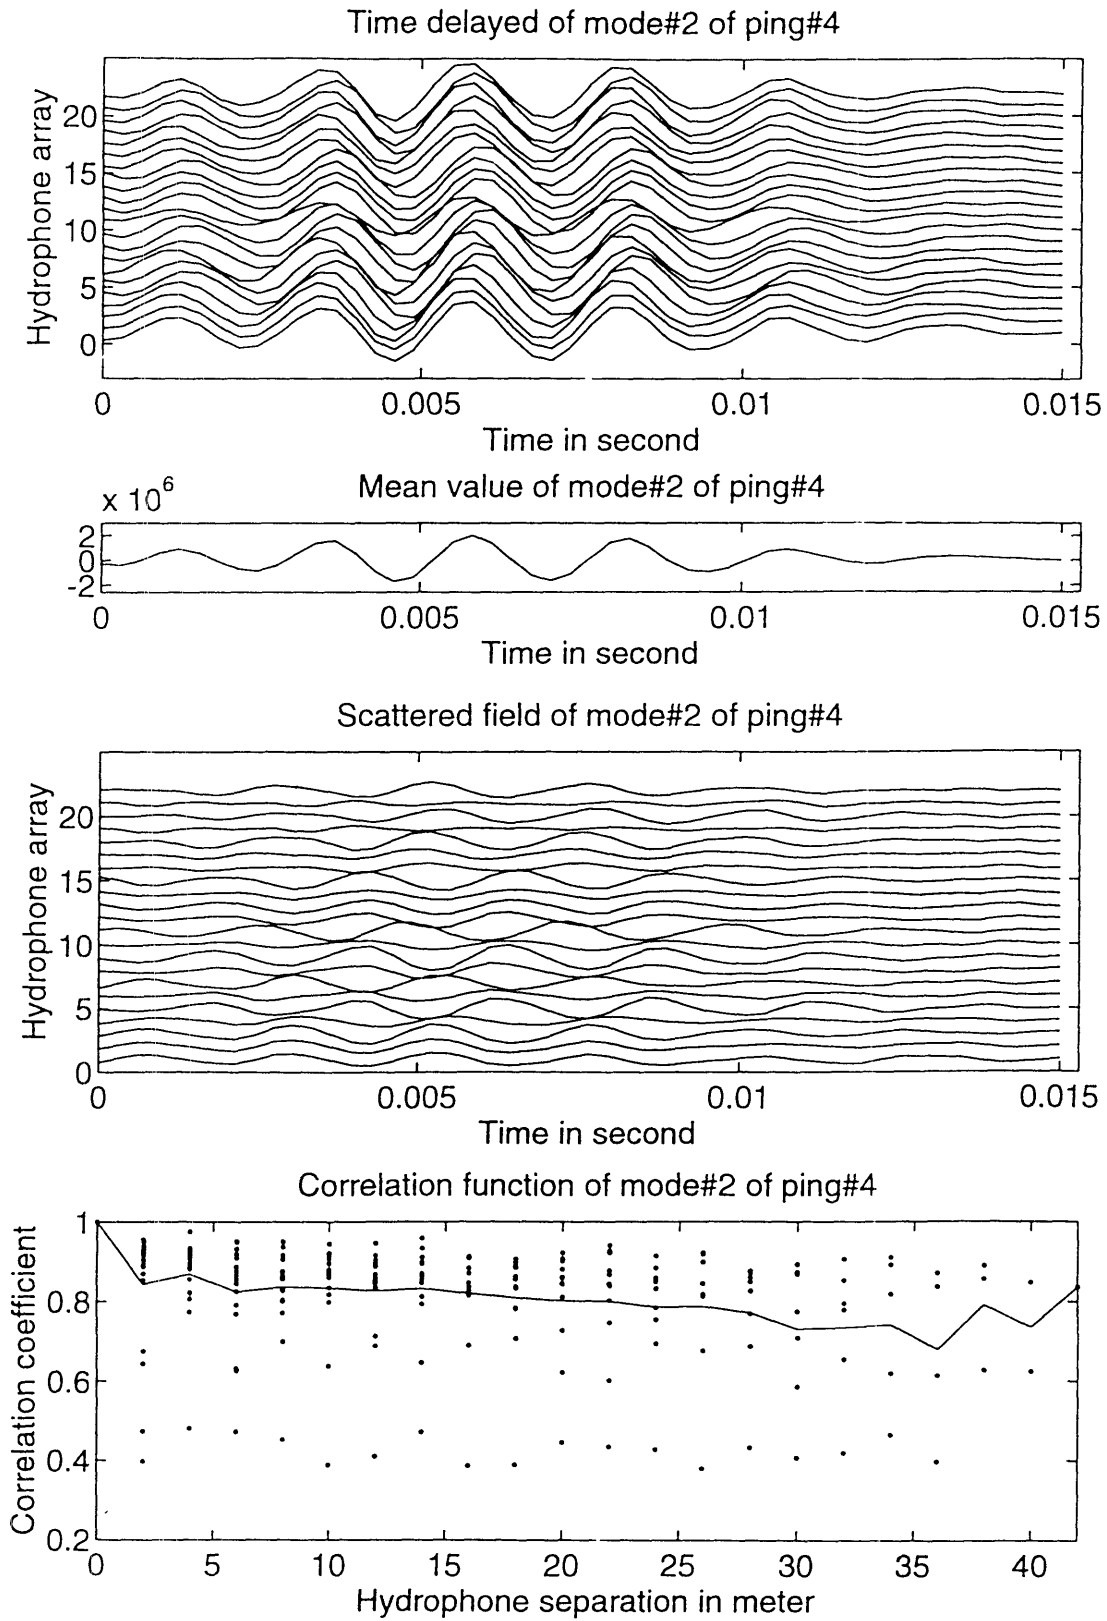 Time delayed of mode#2 of ping#4
Hydrophone array
20
15
10
5
0
0 0.005 0.01 0.015
Time in second
x 10^6
Mean value of mode#2 of ping#4
2
0
-2
0 0.005 0.01 0.015
Time in second
Scattered field of mode#2 of ping#4
Hydrophone array
20
15
10
5
0
0 0.005 0.01 0.015
Time in second
Correlation function of mode#2 of ping#4
Correlation coefficient
1
0.8
0.6
0.4
0.2
0 5 10 15 20 25 30 35 40
Hydrophone separation in meter